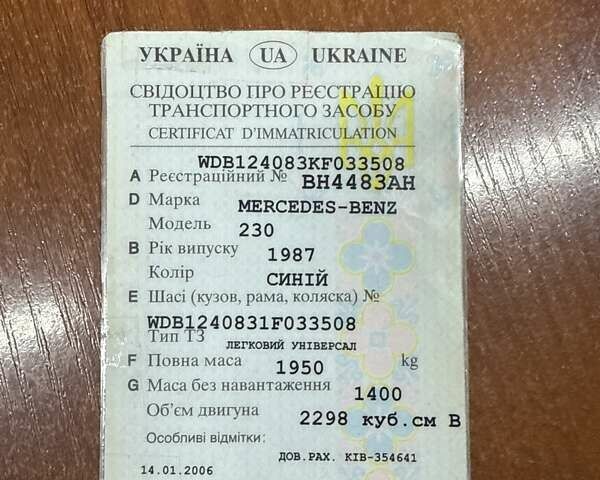 УКРАЇНА UA UKRAINE
СВІДОЦТВО ПРО РЕЄСТРАЦІЮ
ТРАНСПОРТНОГО ЗАСОБУ
CERTIFICAT D'IMMATRICULATION
WDB124083KF033508
A Реєстраційний № ВН4483АН
D Марка MERCEDES-BENZ
Модель 230
B Рік випуску 1987
Колір СИНІЙ
E Шасі (кузов, рама, коляска) №
WDB1240831F033508
Тип ТЗ ЛЕГКОВИЙ УНІВЕРСАЛ
F Повна маса 1950 kg
G Маса без навантаження 1400
Об'єм двигуна 2298 куб.см В
Особливі відмітки:
ДОВ.РАХ. КІВ-354641
14.01.2006